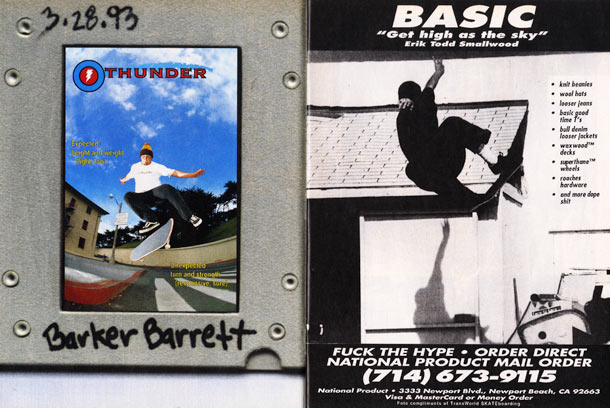 3.28.93
THUNDER
Expected
height and weight
(light, low)
unexpected
turn and strength
(responsive, sure)
Barker Barrett
BASIC
"Get high as the sky"
Erik Todd Smallwood
• knit beanies
• wool hats
• looser jeans
• basic good
time T's
• bull denim
looser jackets
• waxwood™
decks
• superthane™
wheels
• roaches
hardware
• and more dope
shit
FUCK THE HYPE • ORDER DIRECT
NATIONAL PRODUCT MAIL ORDER
(714) 673-9115
National Product • 3333 Newport Blvd., Newport Beach, CA 92663
Visa & MasterCard or Money Order
Foto compliments of TransWorld SKATEboarding